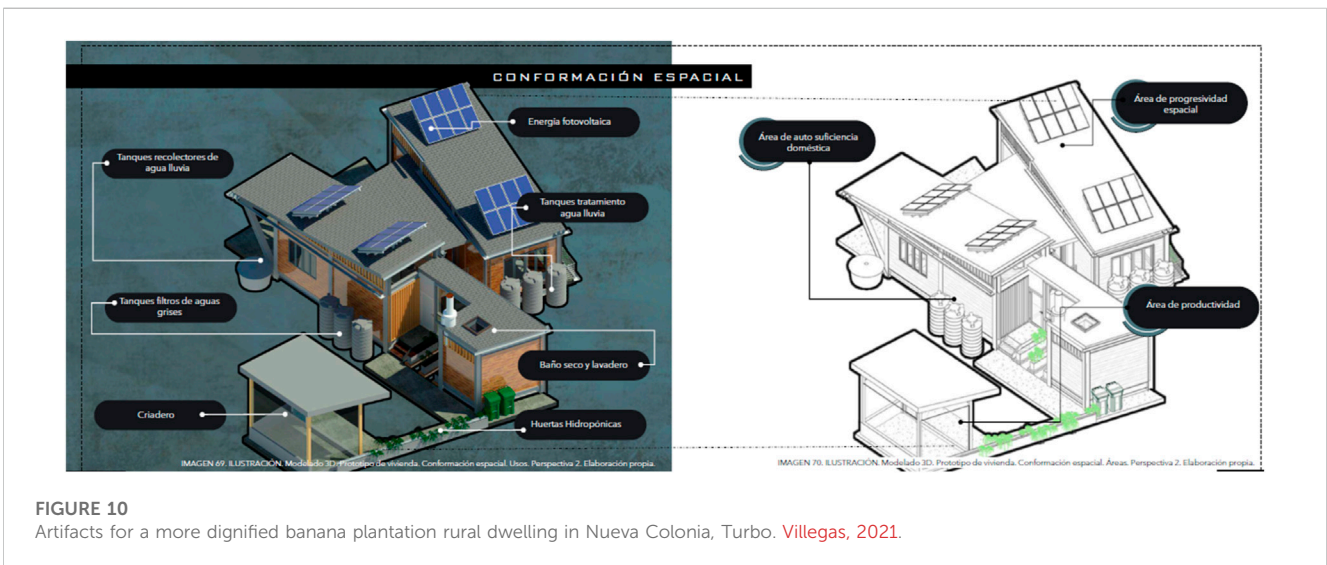 CONFORMACIÓN ESPACIAL
Energía fotovoltaica
Tanques recolectores de
agua lluvia
Tanques tratamiento
agua lluvia
Tanques filtros de aguas
grises
Baño seco y lavadero
Criadero
Huertas Hidropónicas
IMAGEN 69. ILUSTRACIÓN. Modelado 3D. Prototipo de vivienda. Conformación espacial. Usos. Perspectiva 2. Elaboración propia.
Área de progresividad
espacial
Área de auto suficiencia
doméstica
Área de productividad
IMAGEN 70. ILUSTRACIÓN. Modelado 3D. Prototipo de vivienda. Conformación espacial. Áreas. Perspectiva 2. Elaboración propia.
FIGURE 10
Artifacts for a more dignified banana plantation rural dwelling in Nueva Colonia, Turbo. Villegas, 2021.